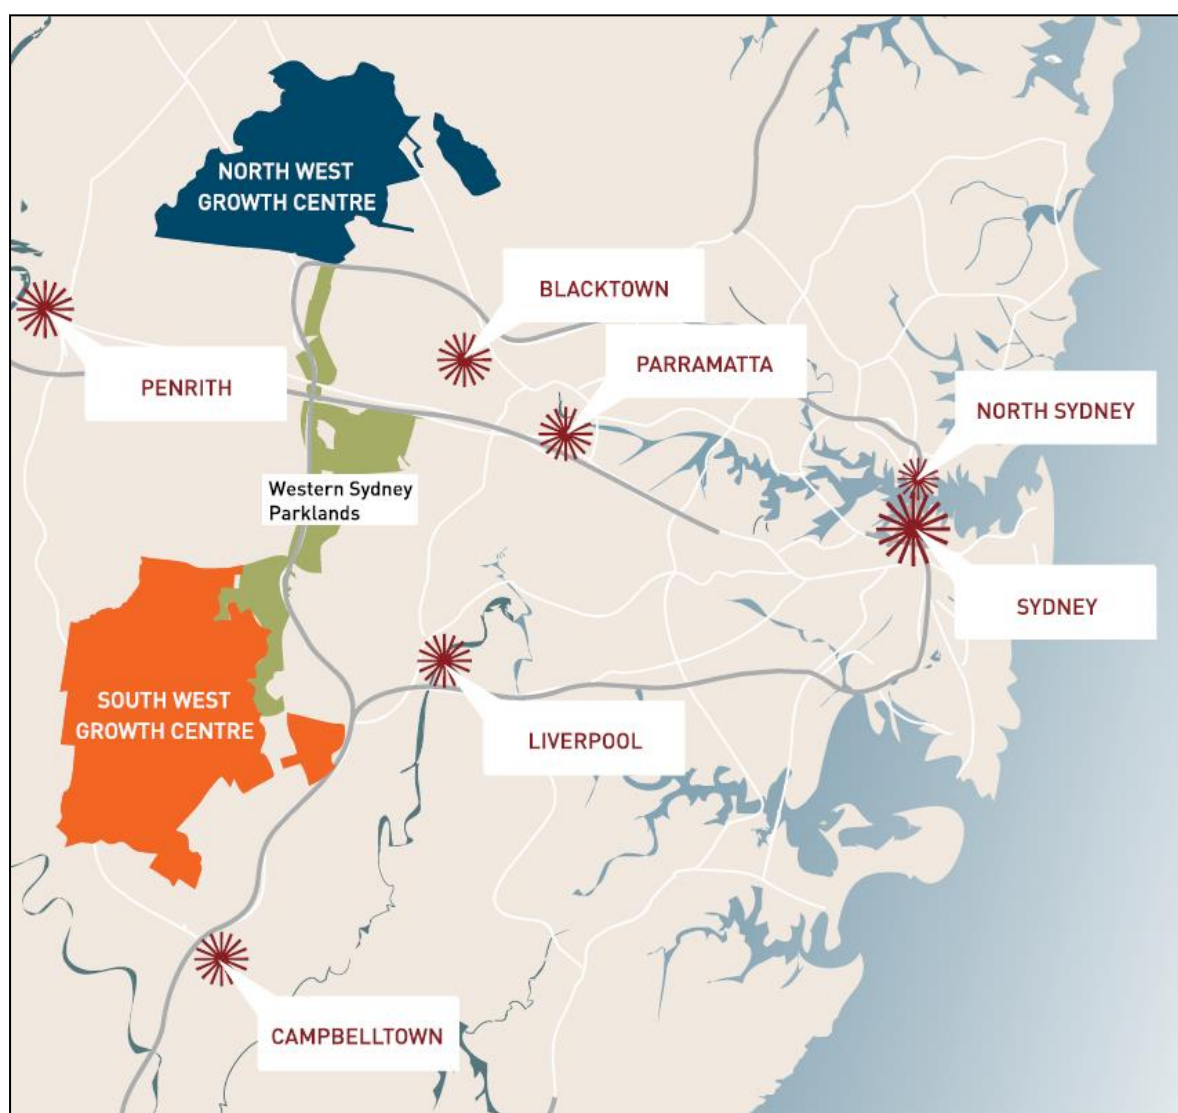 NORTH WEST
GROWTH CENTRE
BLACKTOWN
PARRAMATTA
PENRITH
NORTH SYDNEY
Western Sydney
Parklands
SYDNEY
SOUTH WEST
GROWTH CENTRE
LIVERPOOL
CAMPBELLTOWN